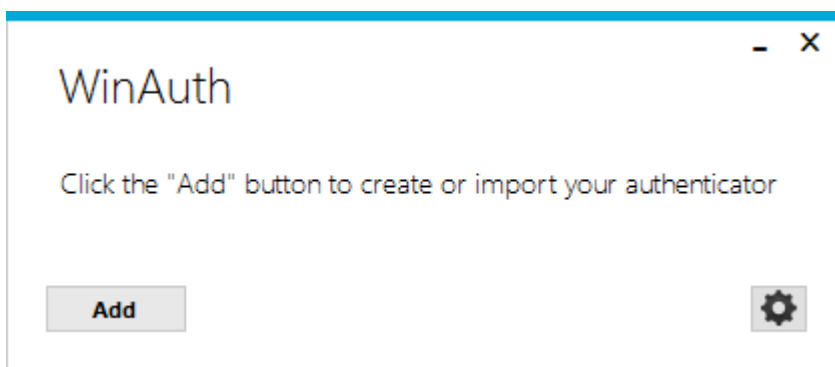 WinAuth
Click the "Add" button to create or import your authenticator
Add